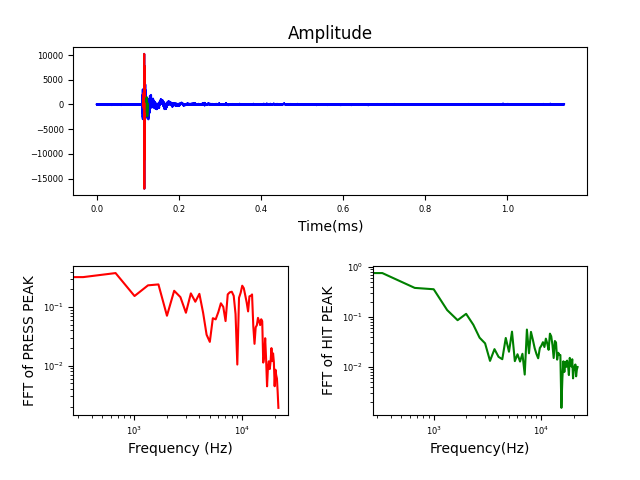 Amplitude
10000
5000
0
−5000
−10000
−15000
0.0 0.2 0.4 0.6 0.8 1.0
Time(ms)
FFT of PRESS PEAK
10⁻¹
10⁻²
10³ 10⁴
Frequency (Hz)
FFT of HIT PEAK
10⁰
10⁻¹
10⁻²
10³ 10⁴
Frequency(Hz)